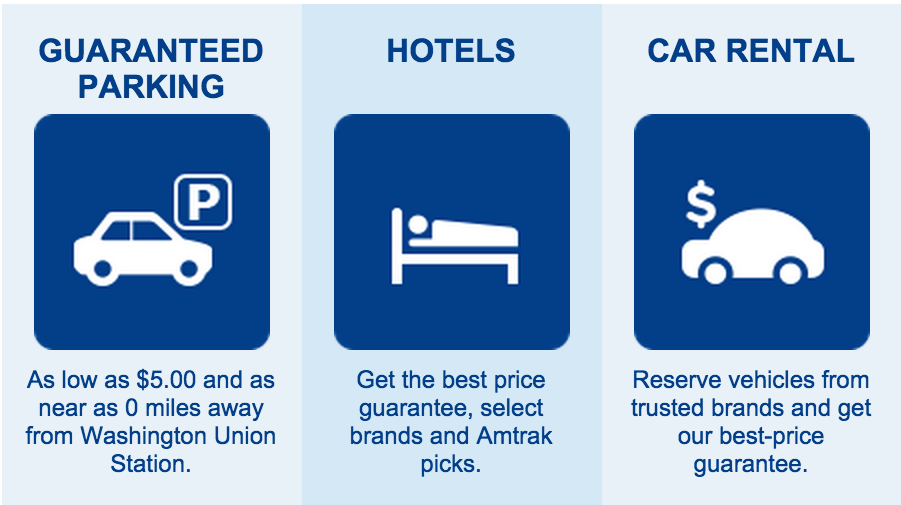 GUARANTEED
PARKING
P
As low as $5.00 and as
near as 0 miles away
from Washington Union
Station.
HOTELS
Get the best price
guarantee, select
brands and Amtrak
picks.
CAR RENTAL
$
Reserve vehicles from
trusted brands and get
our best-price
guarantee.